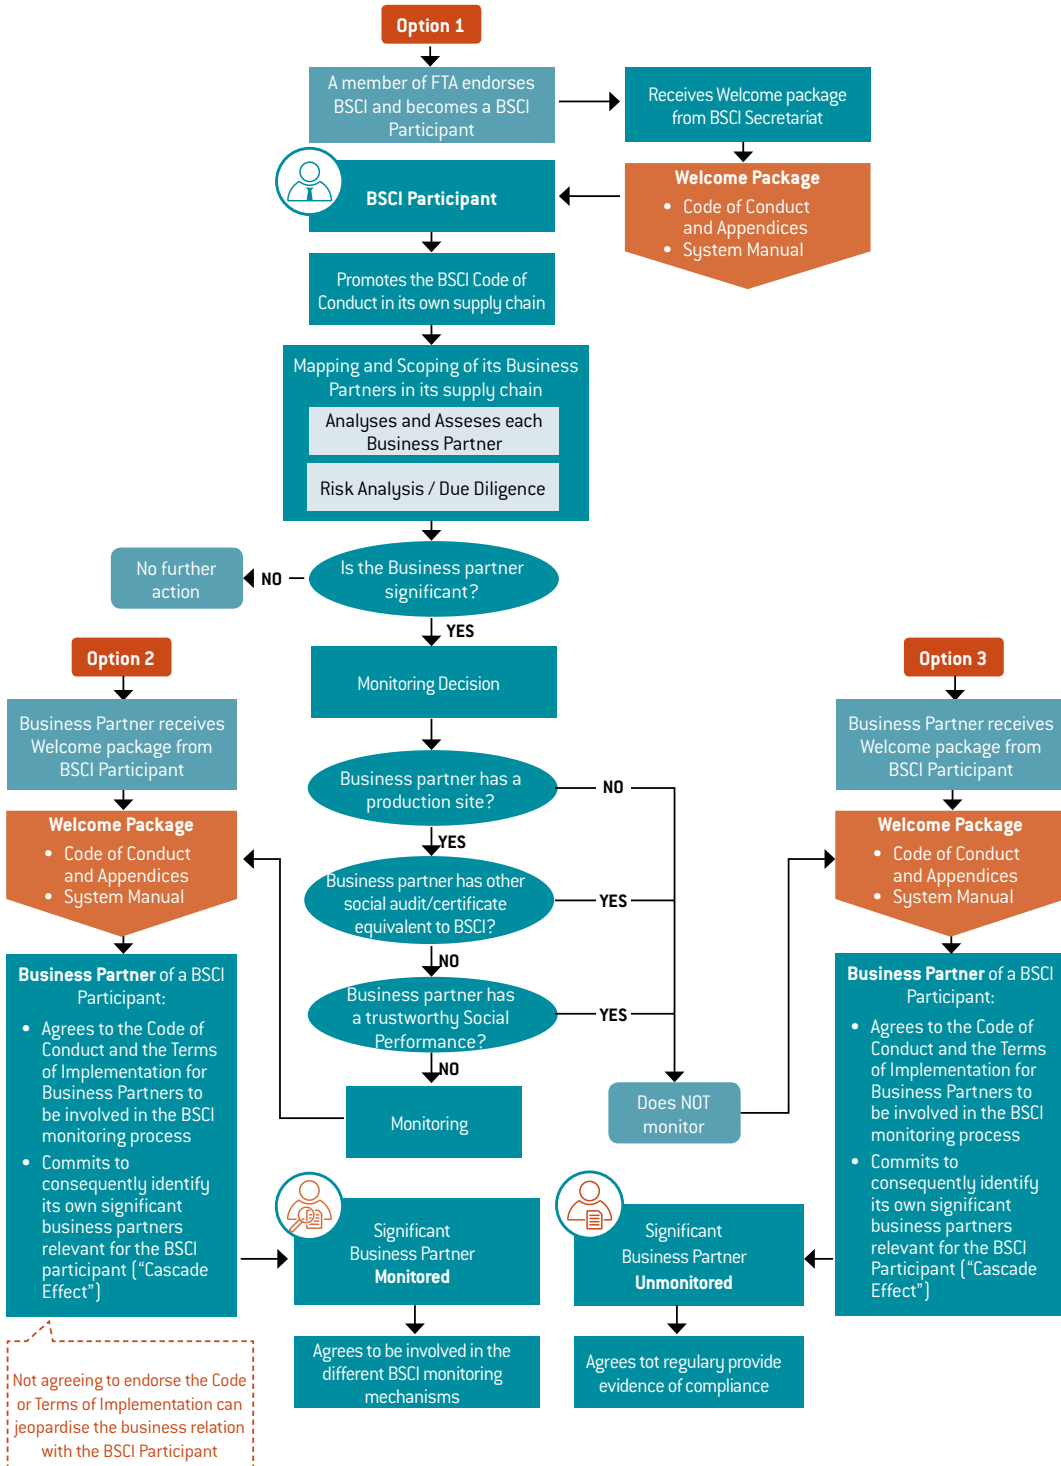 Option 1
A member of FTA endorses
BSCI and becomes a BSCI
Participant
Receives Welcome package
from BSCI Secretariat
Welcome Package
• Code of Conduct
and Appendices
• System Manual
BSCI Participant
Promotes the BSCI Code of
Conduct in its own supply chain
Mapping and Scoping of its Business
Partners in its supply chain
Analyses and Asseses each
Business Partner
Risk Analysis / Due Diligence
Is the Business partner
significant?
NO
No further
action
YES
Monitoring Decision
Business partner has a
production site?
NO
YES
Business partner has other
social audit/certificate
equivalent to BSCI?
YES
NO
Business partner has
a trustworthy Social
Performance?
YES
NO
Monitoring
Does NOT
monitor
Option 2
Business Partner receives
Welcome package from
BSCI Participant
Welcome Package
• Code of Conduct
and Appendices
• System Manual
Business Partner of a BSCI
Participant:
• Agrees to the Code of
Conduct and the Terms
of Implementation for
Business Partners to
be involved in the BSCI
monitoring process
• Commits to
consequently identify
its own significant
business partners
relevant for the BSCI
participant ("Cascade
Effect")
Not agreeing to endorse the Code
or Terms of Implementation can
jeopardise the business relation
with the BSCI Participant
Significant
Business Partner
Monitored
Agrees to be involved in the
different BSCI monitoring
mechanisms
Option 3
Business Partner receives
Welcome package from
BSCI Participant
Welcome Package
• Code of Conduct
and Appendices
• System Manual
Business Partner of a BSCI
Participant:
• Agrees to the Code of
Conduct and the Terms
of Implementation for
Business Partners to
be involved in the BSCI
monitoring process
• Commits to
consequently identify
its own significant
business partners
relevant for the BSCI
Participant ("Cascade
Effect")
Significant
Business Partner
Unmonitored
Agrees tot regulary provide
evidence of compliance